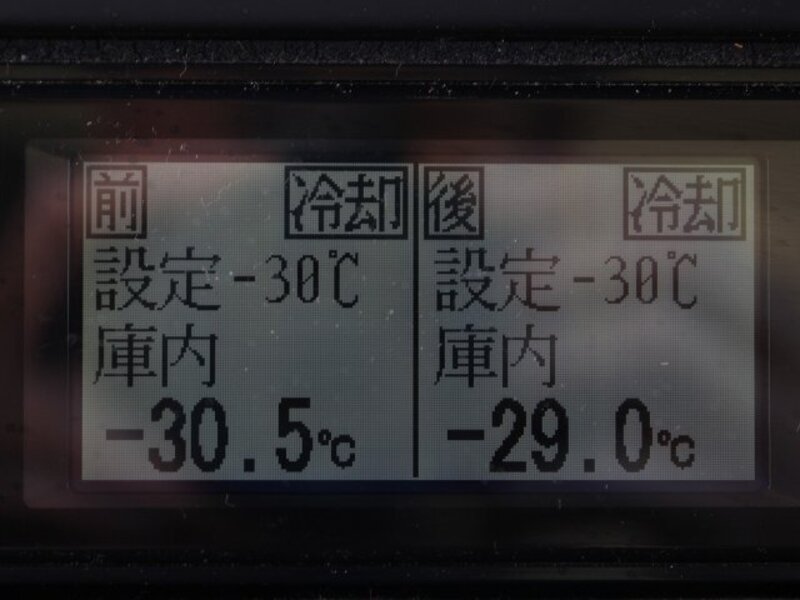 前 冷却
設定-30℃
庫内
-30.5℃
後 冷却
設定-30℃
庫内
-29.0℃